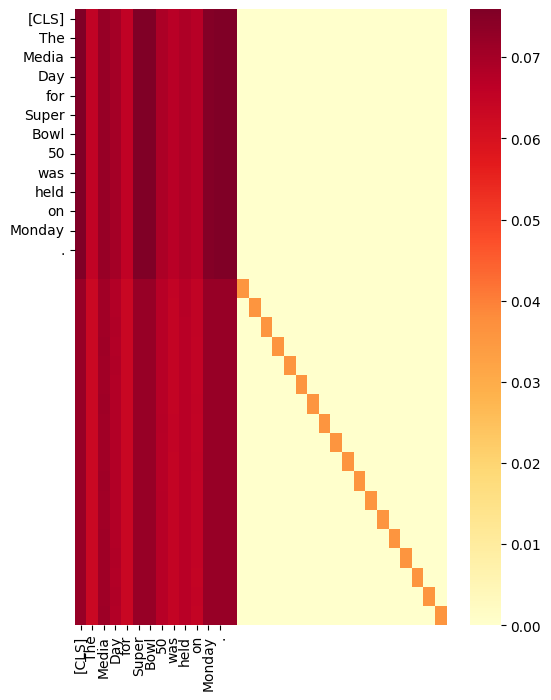 [CLS]
The
Media
Day
for
Super
Bowl
50
was
held
on
Monday
.
0.07
0.06
0.05
0.04
0.03
0.02
0.01
0.00
[CLS]
The
Media
Day
for
Super
Bowl
50
was
held
on
Monday
.